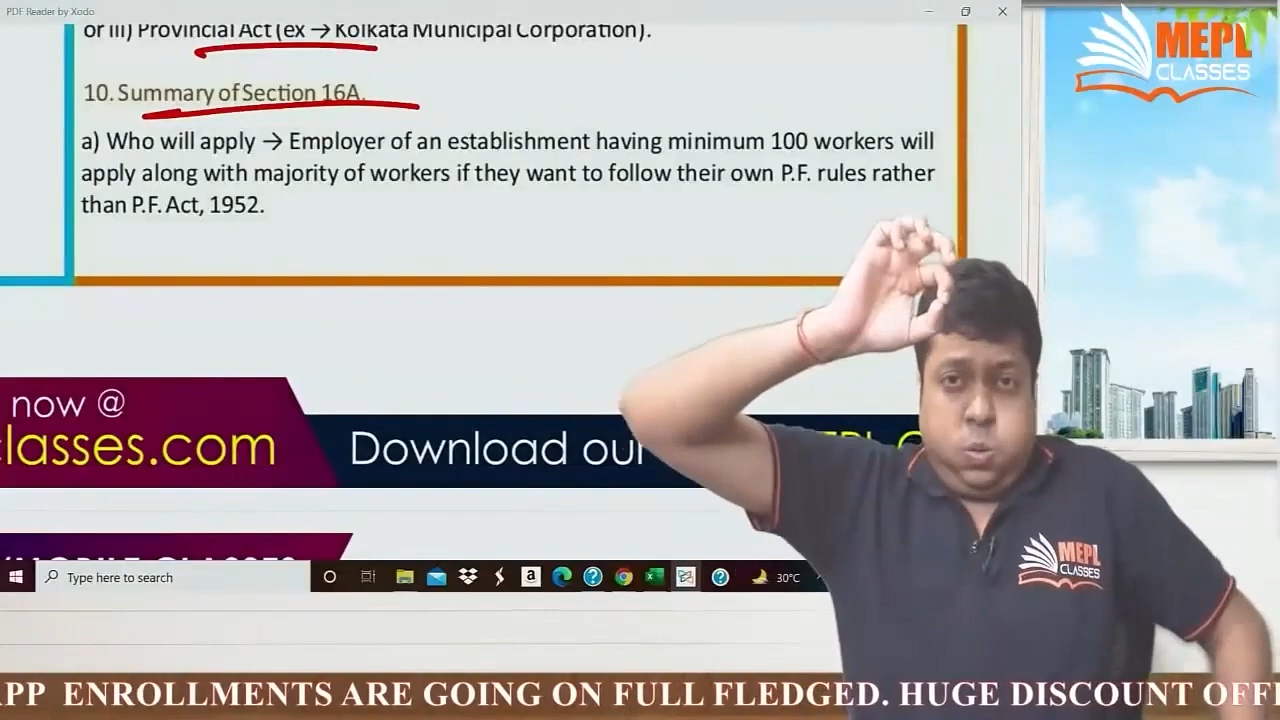 PDF Reader by Xodo
or iii) Provincial Act (ex → Kolkata Municipal Corporation).
10. Summary of Section 16A.
a) Who will apply → Employer of an establishment having minimum 100 workers will
apply along with majority of workers if they want to follow their own P.F. rules rather
than P.F. Act, 1952.
MEPL
CLASSES
now @
classes.com
Download our
MEPL
CLASSES
Type here to search
a
30°C
APP ENROLLMENTS ARE GOING ON FULL FLEDGED. HUGE DISCOUNT